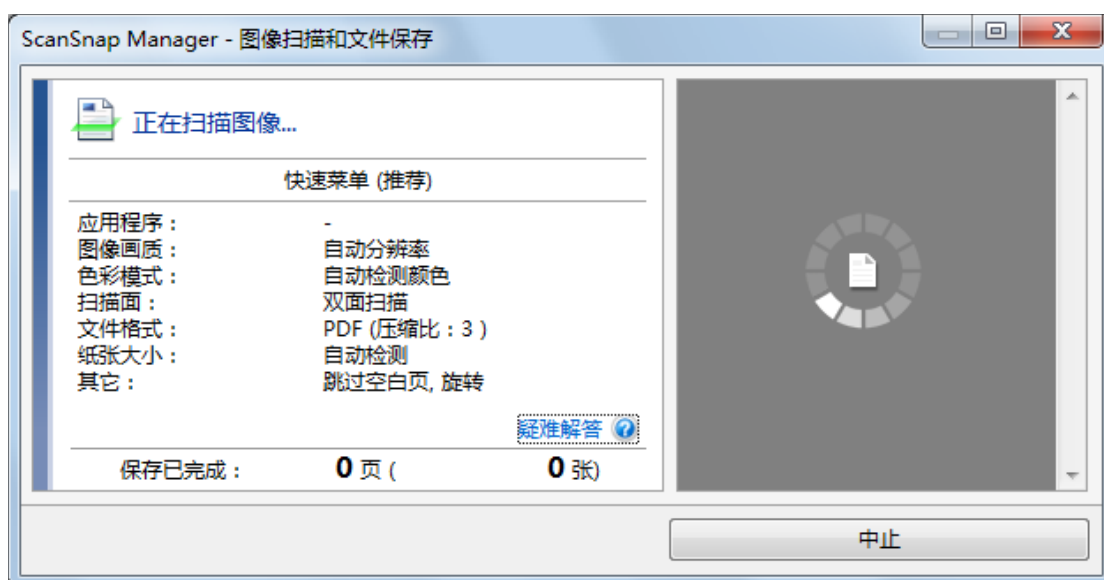 ScanSnap Manager - 图像扫描和文件保存
正在扫描图像...
快速菜单 (推荐)
应用程序： -
图像画质： 自动分辨率
色彩模式： 自动检测颜色
扫描面： 双面扫描
文件格式： PDF (压缩比：3 )
纸张大小： 自动检测
其它： 跳过空白页, 旋转
疑难解答
保存已完成： 0 页 ( 0 张)
中止